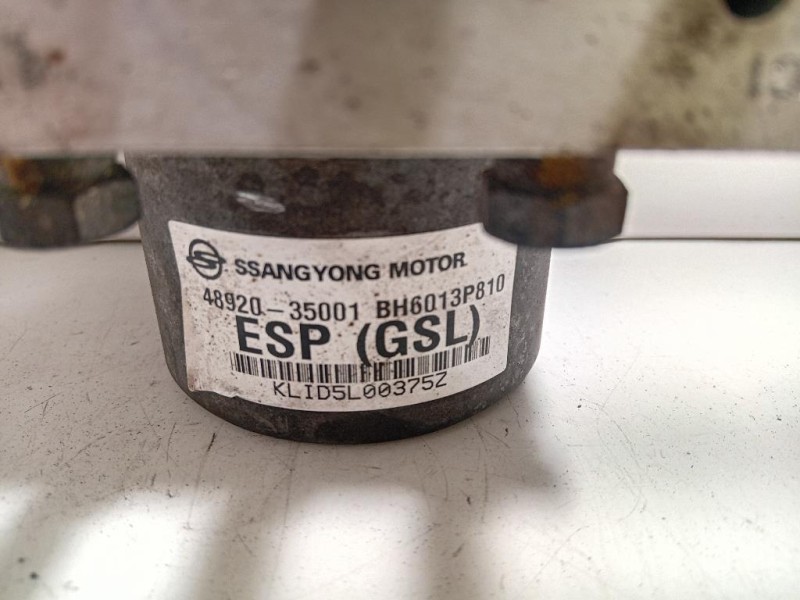 SSANGYONG MOTOR
48920-35001 BH6013P810
ESP (GSL)
KLID5L00375Z